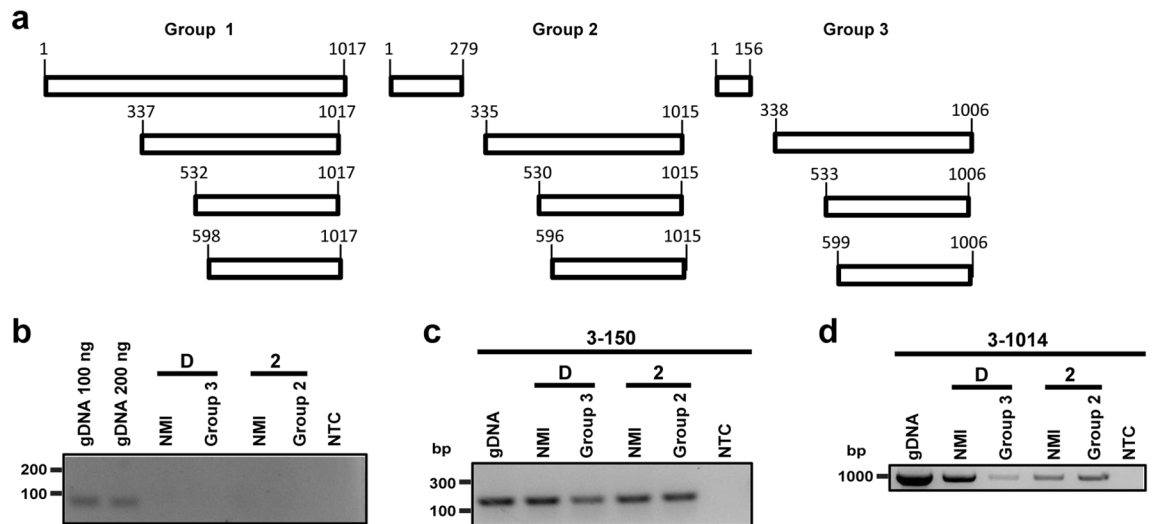 a
Group 1
Group 2
Group 3
1 1017 1 279 1 156
337 1017 335 1015 338 1006
532 1017 530 1015 533 1006
598 1017 596 1015 599 1006
b
gDNA 100 ng
gDNA 200 ng
D
NMI
Group 3
2
NMI
Group 2
NTC
200
100
c
3-150
D
2
bp
gDNA
NMI
Group 3
NMI
Group 2
NTC
300
100
d
3-1014
D
2
bp
gDNA
NMI
Group 3
NMI
Group 2
NTC
1000